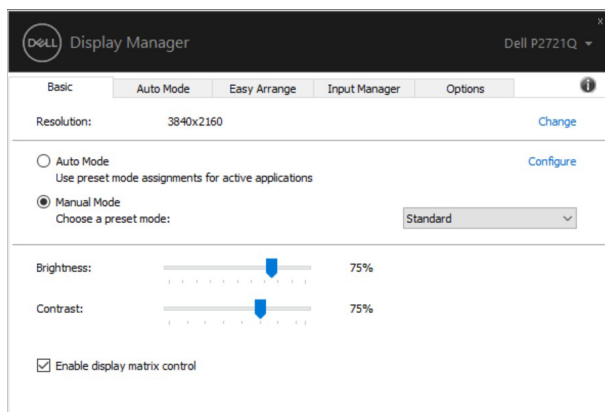 DELL Display Manager
Dell P2721Q
x
Basic Auto Mode Easy Arrange Input Manager Options
Resolution: 3840x2160 Change
Auto Mode Configure
Use preset mode assignments for active applications
Manual Mode
Choose a preset mode: Standard
Brightness: 75%
Contrast: 75%
Enable display matrix control